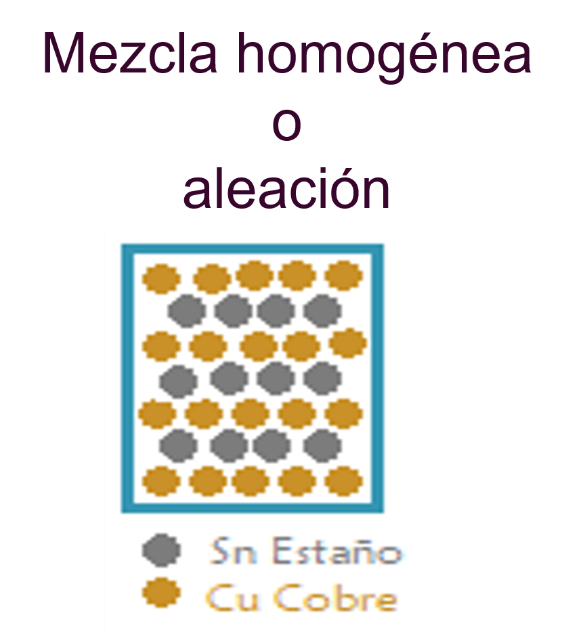 Mezcla homogénea
o
aleación
Sn Estaño
Cu Cobre